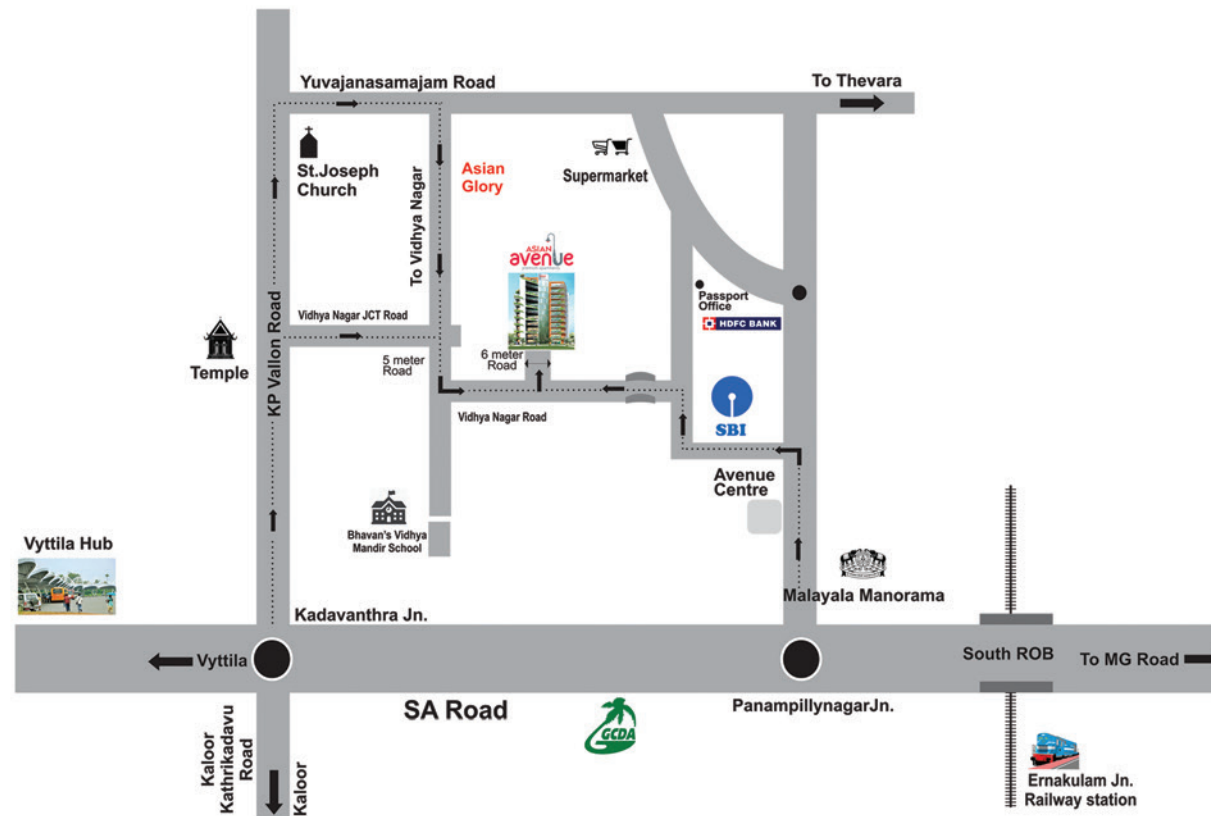 Yuvajanasamajam Road
To Thevara
St.Joseph
Church
To Vidhya Nagar
Asian
Glory
Supermarket
ASIAN
avenue
Passport
Office
HDFC BANK
Vidhya Nagar JCT Road
Temple
KP Vallon Road
5 meter
Road
6 meter
Road
Vidhya Nagar Road
SBI
Avenue
Centre
Bhavan's Vidhya
Mandir School
Vyttila Hub
Malayala Manorama
Kadavanthra Jn.
Vyttila
South ROB
To MG Road
SA Road
GCDA
PanampillynagarJn.
Kaloor
Kathrikadavu
Road
Kaloor
Ernakulam Jn.
Railway station